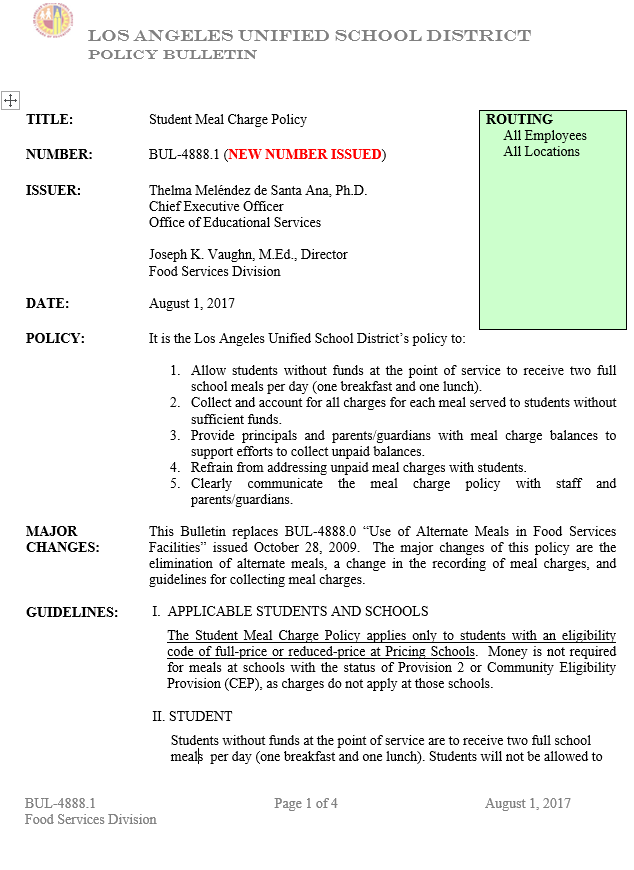 LOS ANGELES UNIFIED SCHOOL DISTRICT
POLICY BULLETIN
TITLE: Student Meal Charge Policy
ROUTING
All Employees
All Locations
NUMBER: BUL-4888.1 (NEW NUMBER ISSUED)
ISSUER: Thelma Meléndez de Santa Ana, Ph.D.
Chief Executive Officer
Office of Educational Services
Joseph K. Vaughn, M.Ed., Director
Food Services Division
DATE: August 1, 2017
POLICY: It is the Los Angeles Unified School District's policy to:
1. Allow students without funds at the point of service to receive two full
school meals per day (one breakfast and one lunch).
2. Collect and account for all charges for each meal served to students without
sufficient funds.
3. Provide principals and parents/guardians with meal charge balances to
support efforts to collect unpaid balances.
4. Refrain from addressing unpaid meal charges with students.
5. Clearly communicate the meal charge policy with staff and
parents/guardians.
MAJOR CHANGES: This Bulletin replaces BUL-4888.0 “Use of Alternate Meals in Food Services
Facilities” issued October 28, 2009. The major changes of this policy are the
elimination of alternate meals, a change in the recording of meal charges, and
guidelines for collecting meal charges.
GUIDELINES: I. APPLICABLE STUDENTS AND SCHOOLS
The Student Meal Charge Policy applies only to students with an eligibility
code of full-price or reduced-price at Pricing Schools. Money is not required
for meals at schools with the status of Provision 2 or Community Eligibility
Provision (CEP), as charges do not apply at those schools.
II. STUDENT
Students without funds at the point of service are to receive two full school
meals per day (one breakfast and one lunch). Students will not be allowed to
BUL-4888.1 Page 1 of 4 August 1, 2017
Food Services Division